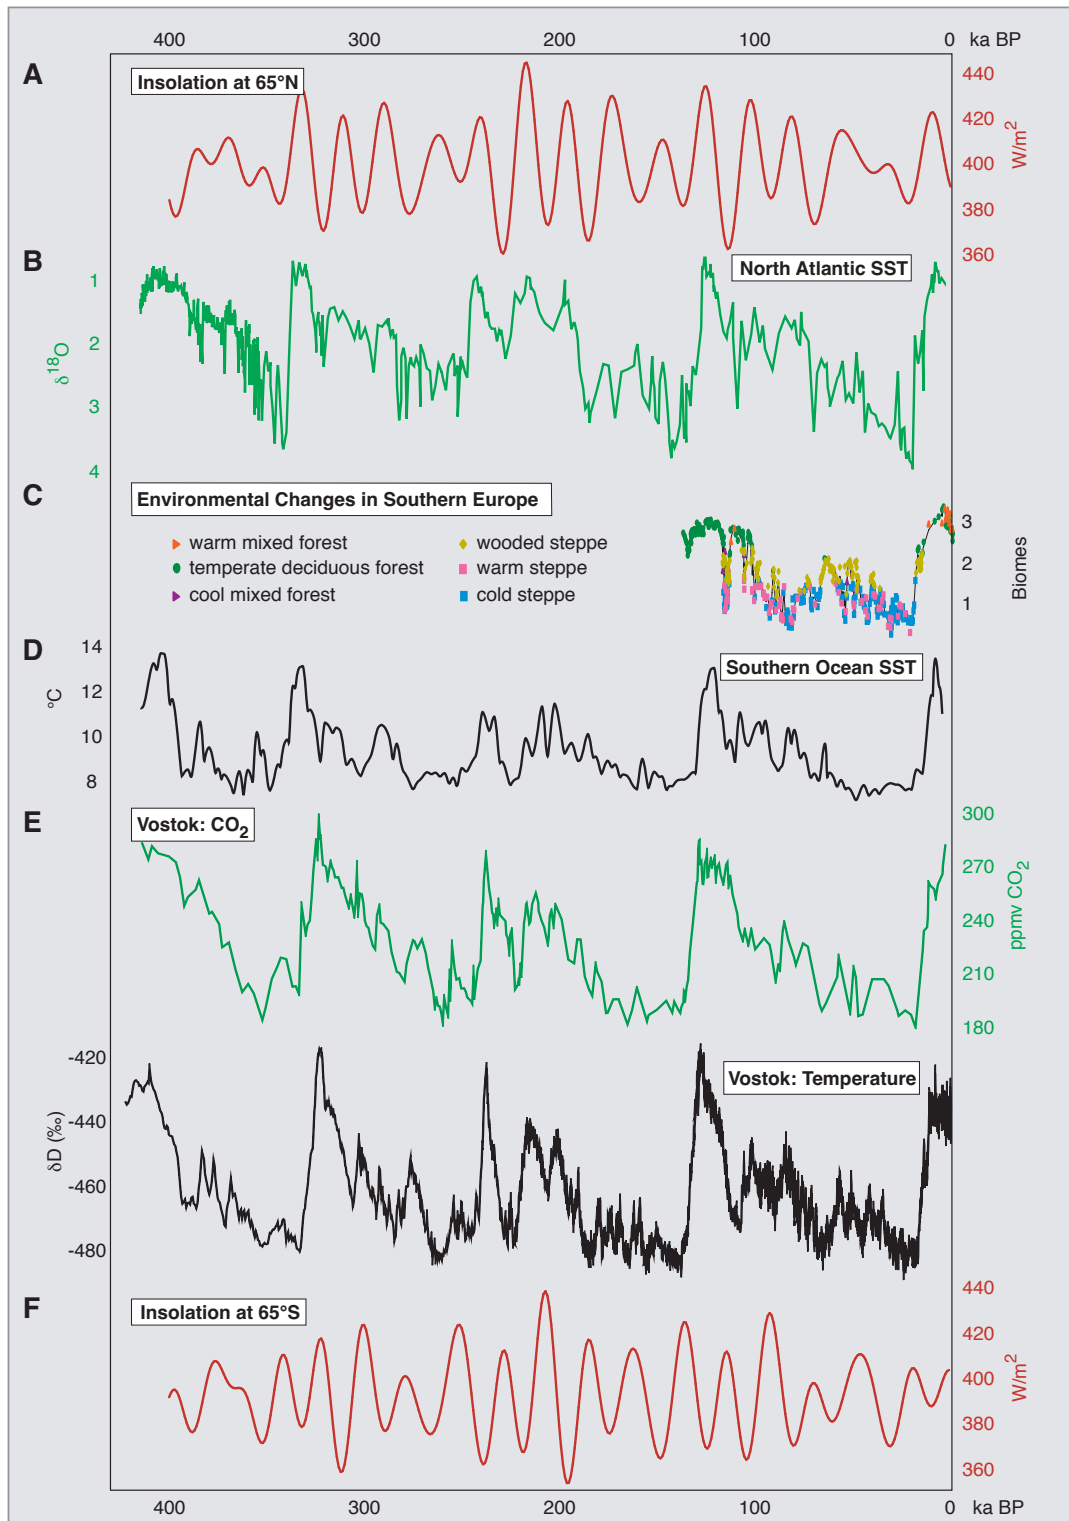 400 300 200 100 0 ka BP
A
Insolation at 65°N
440
420
400
380
360
W/m²
B
North Atlantic SST
1
2
3
4
δ ¹⁸O
C
Environmental Changes in Southern Europe
warm mixed forest
temperate deciduous forest
cool mixed forest
wooded steppe
warm steppe
cold steppe
3
2
1
Biomes
D
Southern Ocean SST
14
12
10
8
°C
E
Vostok: CO₂
300
270
240
210
180
ppmv CO₂
Vostok: Temperature
-420
-440
-460
-480
δD (‰)
F
Insolation at 65°S
440
420
400
380
360
W/m²
400 300 200 100 0 ka BP